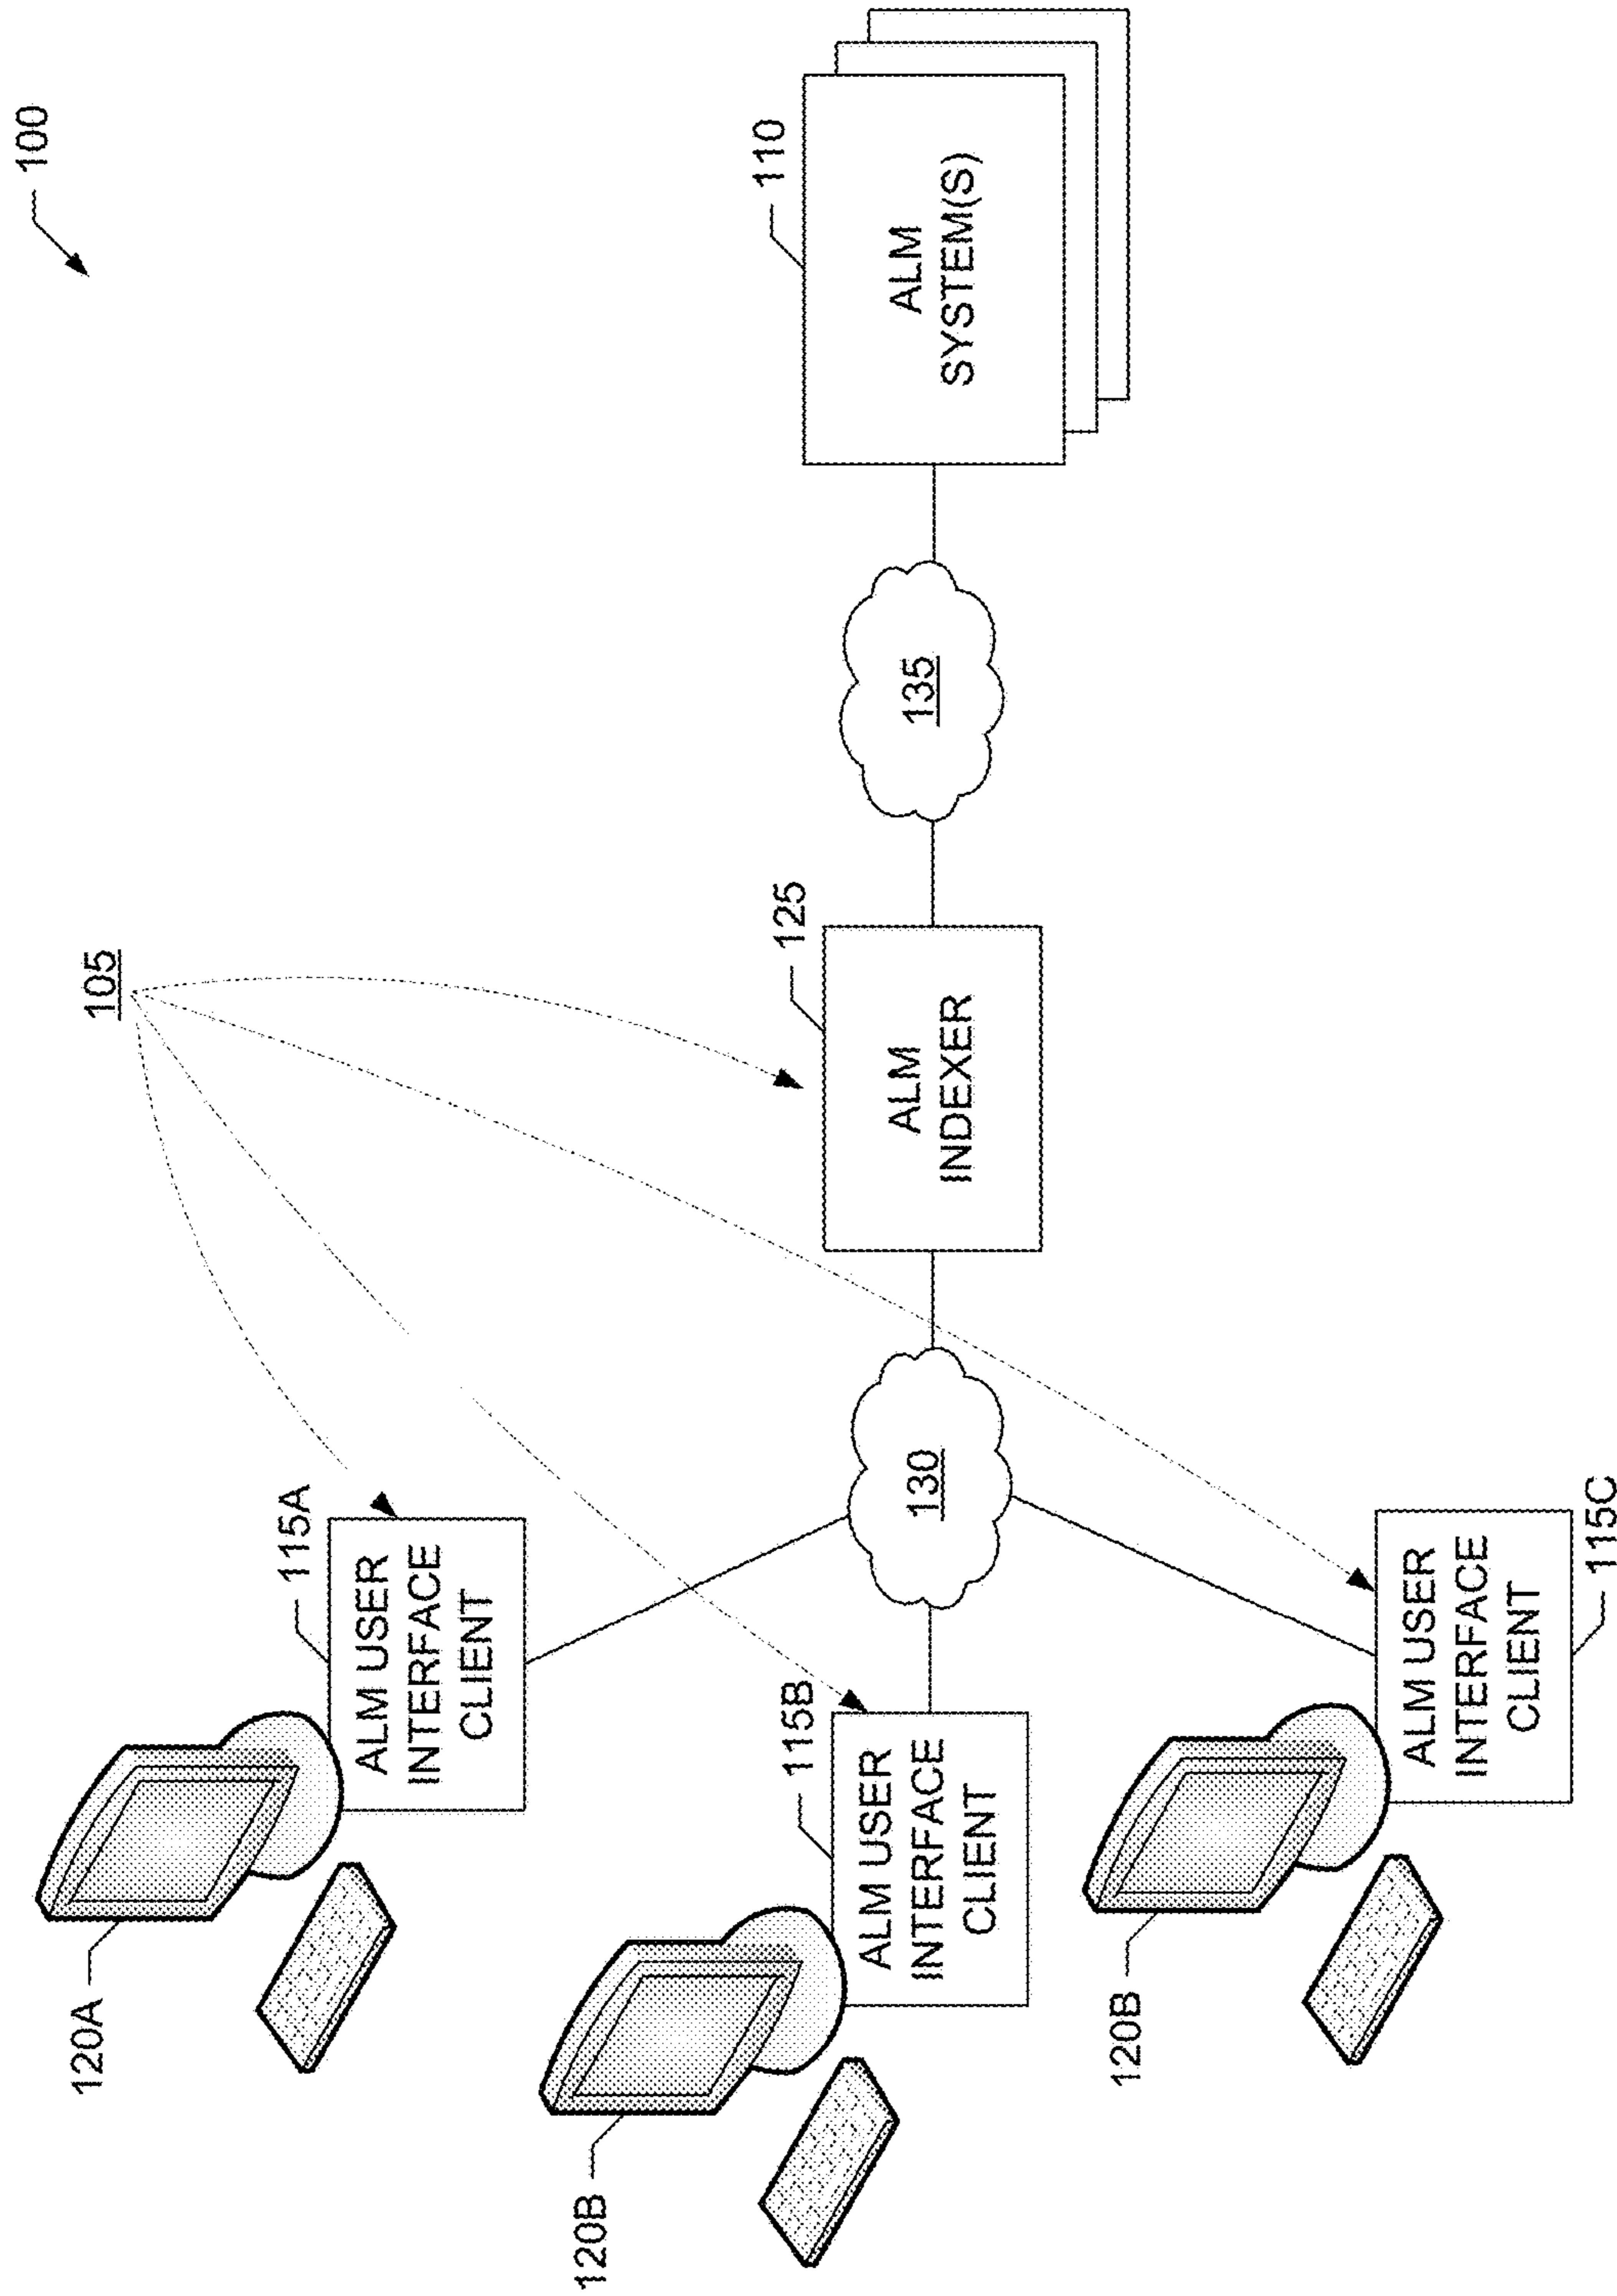 100
105
120A
115A
ALM USER
INTERFACE
CLIENT
120B
115B
ALM USER
INTERFACE
CLIENT
130
125
ALM
INDEXER
135
110
ALM
SYSTEM(S)
120B
ALM USER
INTERFACE
CLIENT
115C